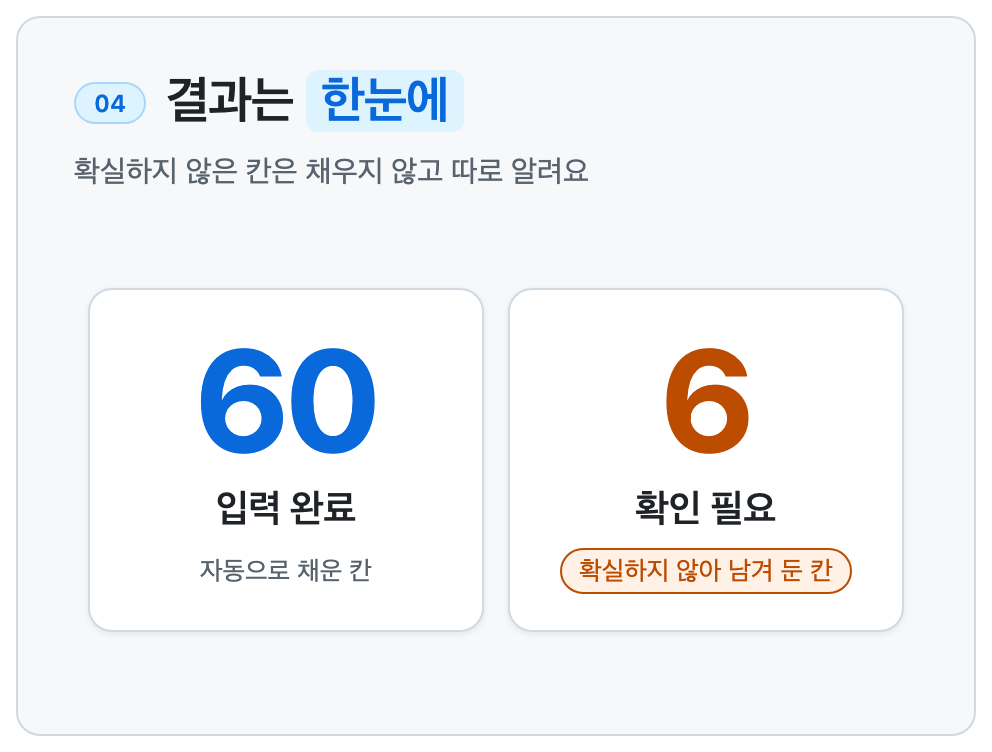 04 결과는 한눈에
확실하지 않은 칸은 채우지 않고 따로 알려요
60
입력 완료
자동으로 채운 칸
6
확인 필요
확실하지 않아 남겨 둔 칸